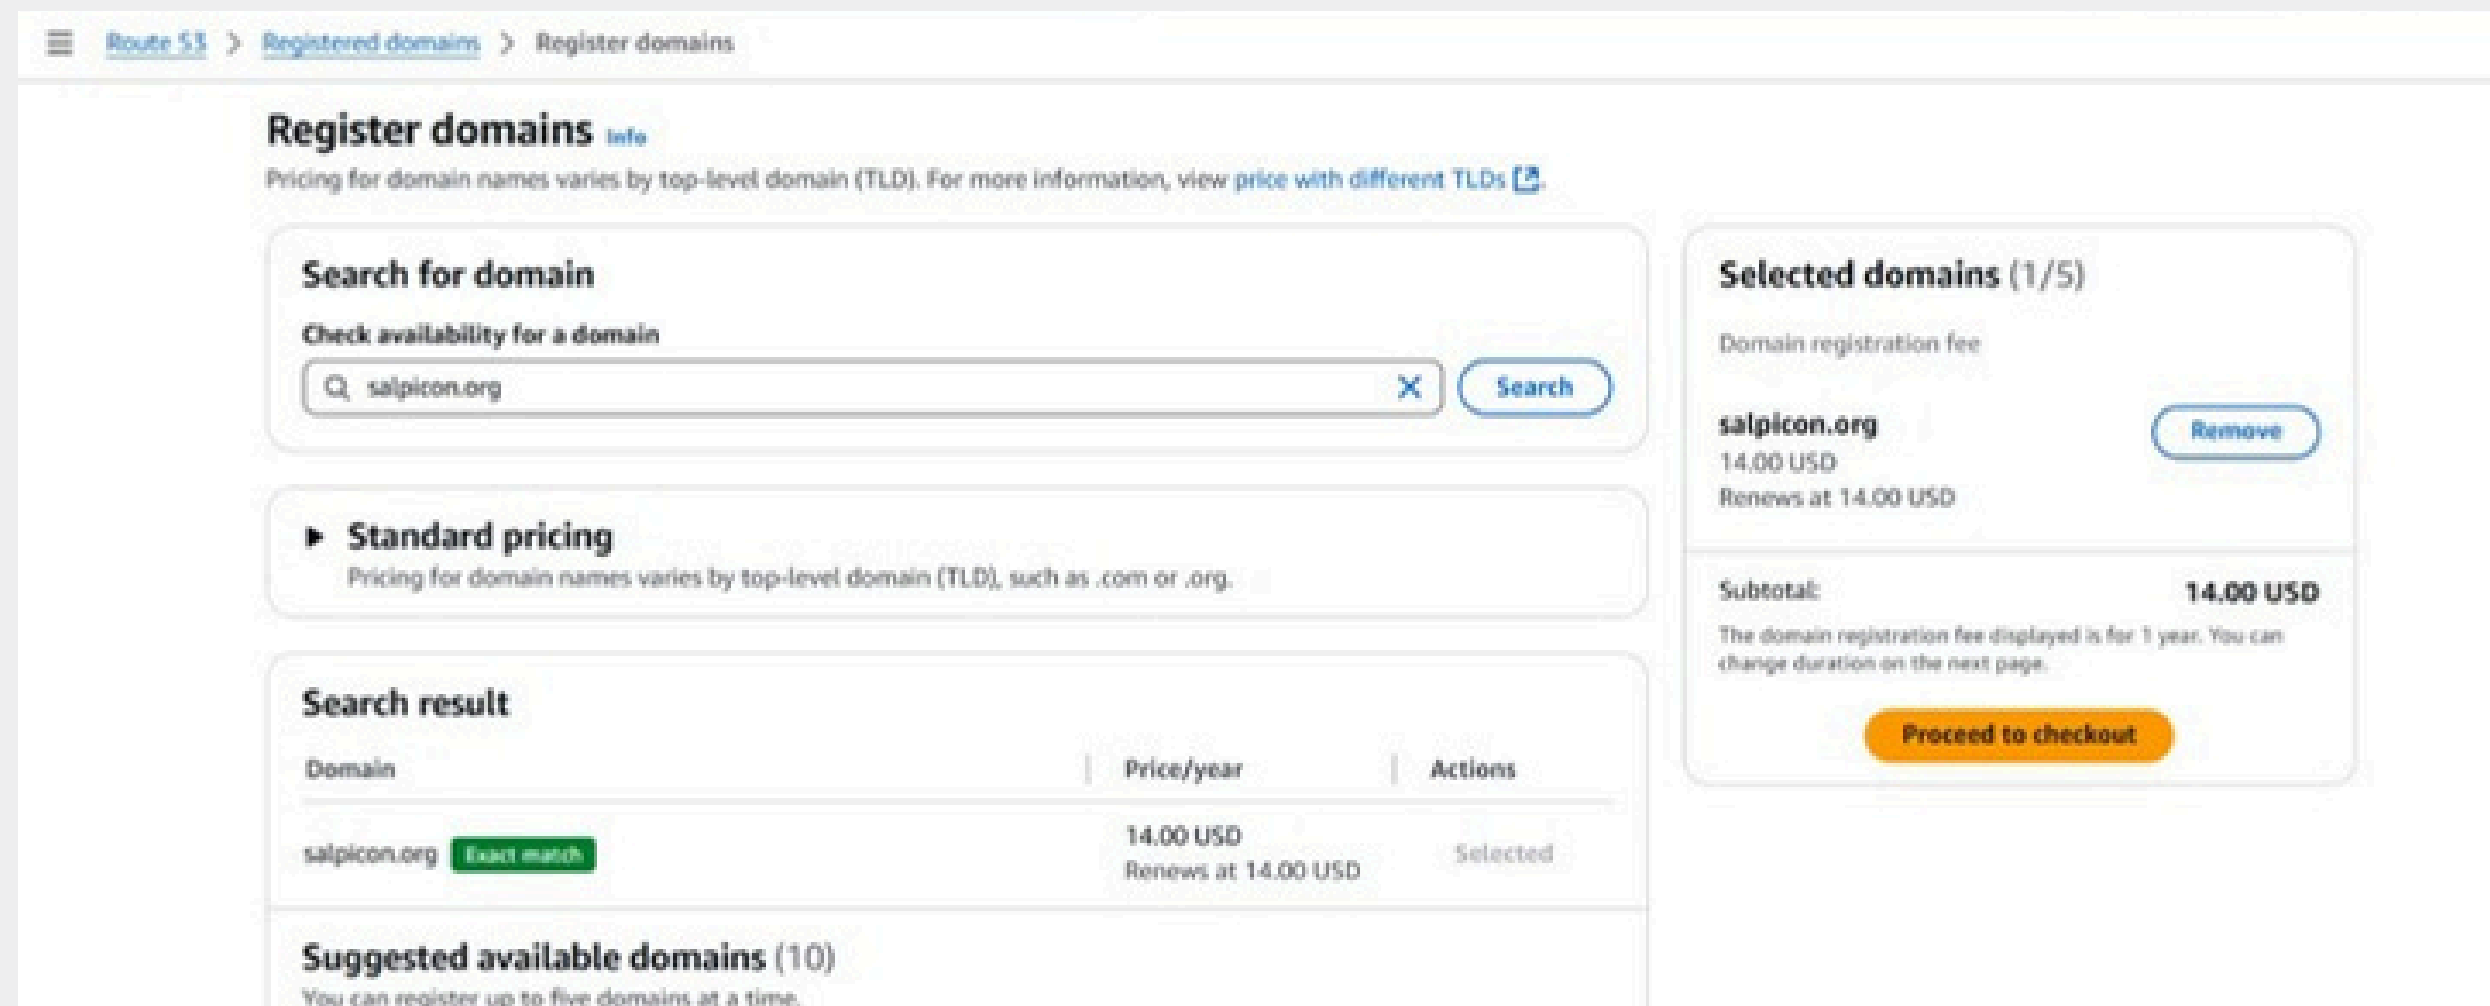 Route 53 > Registered domains > Register domains
Register domains Info
Pricing for domain names varies by top-level domain (TLD). For more information, view price with different TLDs.
Search for domain
Check availability for a domain
salpicon.org
Search
Standard pricing
Pricing for domain names varies by top-level domain (TLD), such as .com or .org.
Search result
Domain Price/year Actions
salpicon.org Exact match 14.00 USD Selected
Renews at 14.00 USD
Suggested available domains (10)
You can register up to five domains at a time.
Selected domains (1/5)
Domain registration fee
salpicon.org
Remove
14.00 USD
Renews at 14.00 USD
Subtotal: 14.00 USD
The domain registration fee displayed is for 1 year. You can
change duration on the next page.
Proceed to checkout